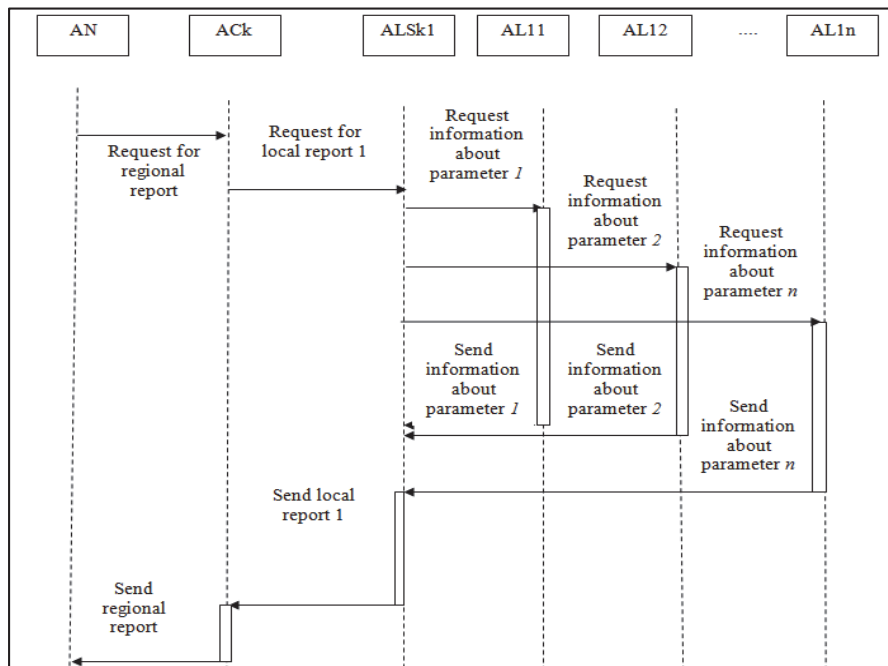 AN
ACk
ALSk1
AL11
AL12
....
AL1n
Request for
regional
report
Request for
local report 1
Request
information
about
parameter 1
Request
information
about
parameter 2
Request
information
about
parameter n
Send
information
about
parameter 1
Send
information
about
parameter 2
Send
information
about
parameter n
Send local
report 1
Send
regional
report